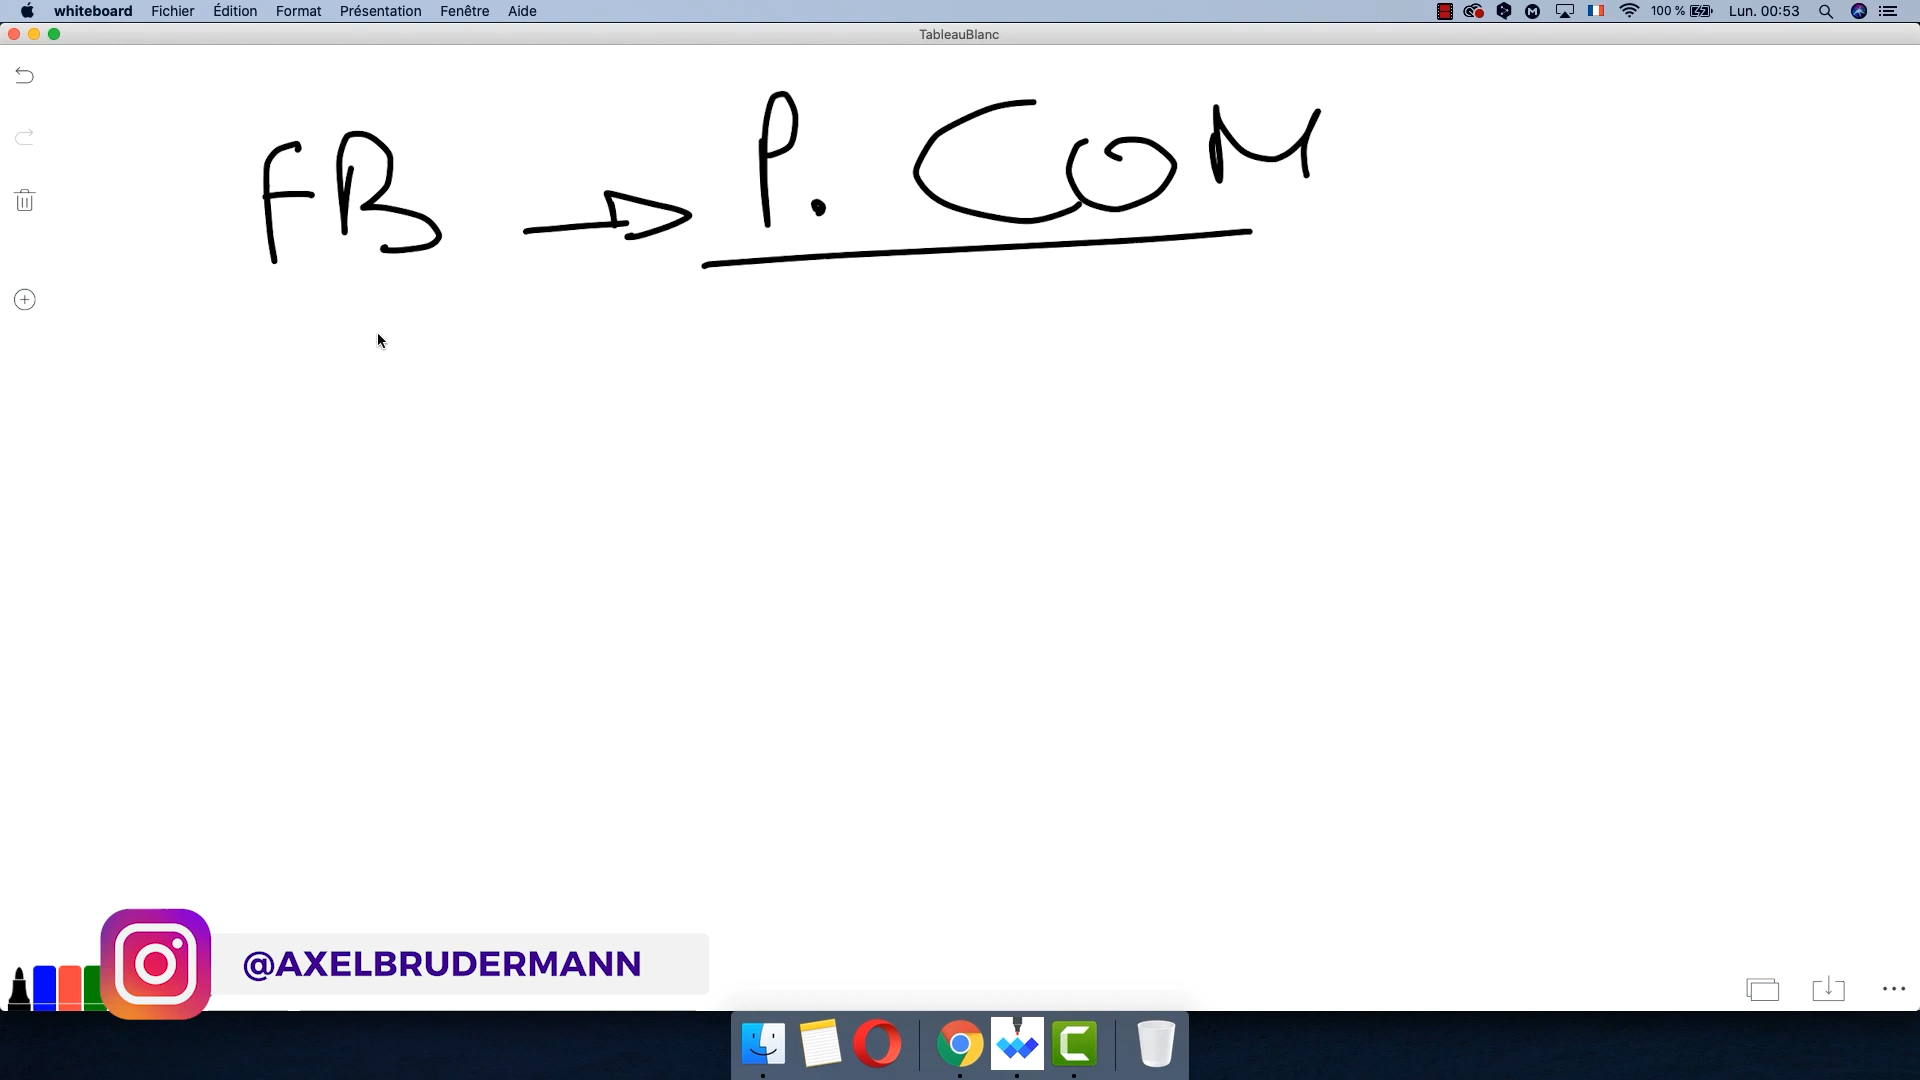 whiteboard Fichier Édition Format Présentation Fenêtre Aide 100 % Lun. 00:53
TableauBlanc
FB → P. COM
@AXELBRUDERMANN